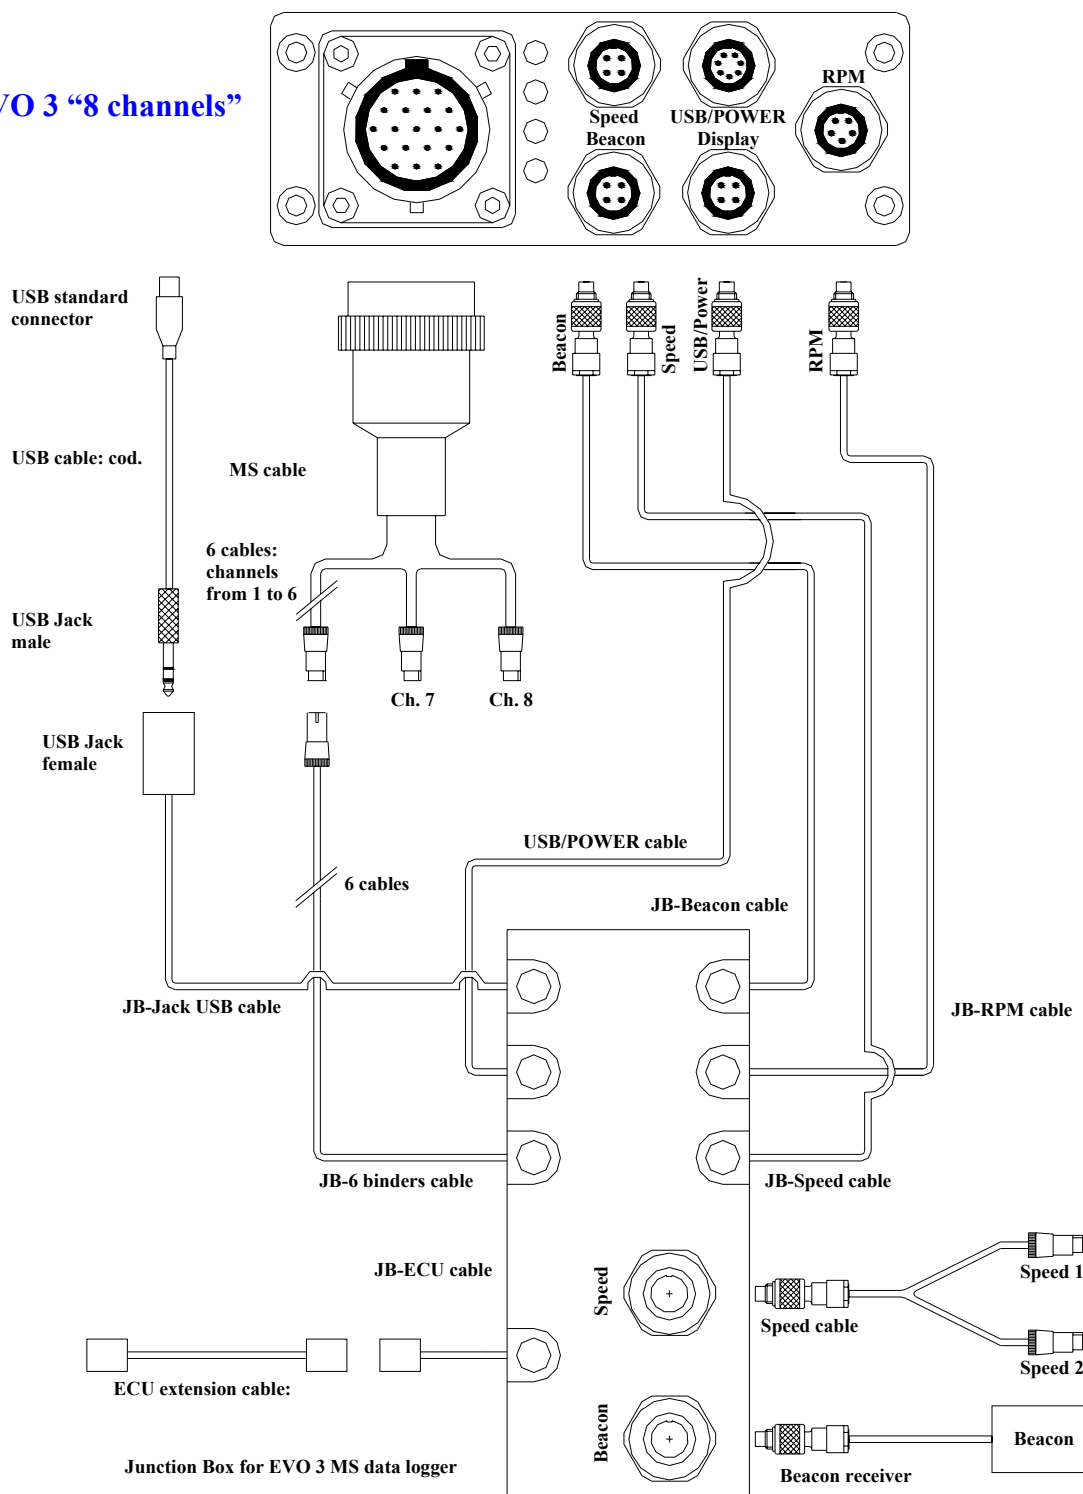 VO 3 “8 channels”
RPM
Speed
USB/POWER
Beacon
Display
USB standard
connector
Beacon
Speed
USB/Power
RPM
USB cable: cod.
MS cable
6 cables:
channels
from 1 to 6
USB Jack
male
Ch. 7
Ch. 8
USB Jack
female
USB/POWER cable
6 cables
JB-Beacon cable
JB-Jack USB cable
JB-RPM cable
JB-6 binders cable
JB-Speed cable
JB-ECU cable
Speed
Speed 1
Speed cable
Speed 2
ECU extension cable:
Beacon
Beacon
Junction Box for EVO 3 MS data logger
Beacon receiver